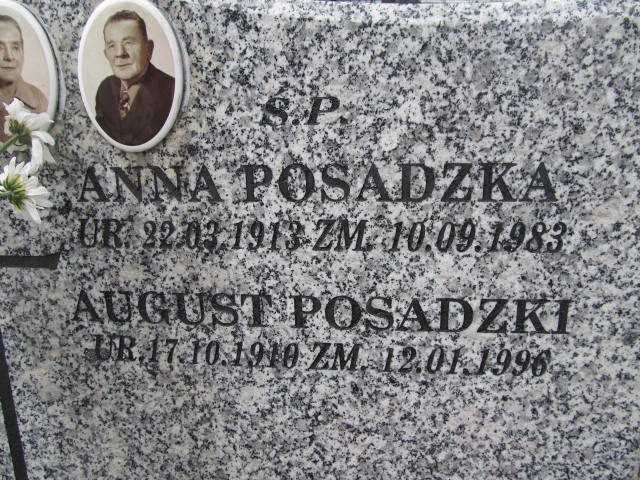 Ś.P.
ANNA POSADZKA
UR. 22.03.1913 ZM. 10.09.1983
AUGUST POSADZKI
UR.17.10.1910 ZM. 12.01.1996